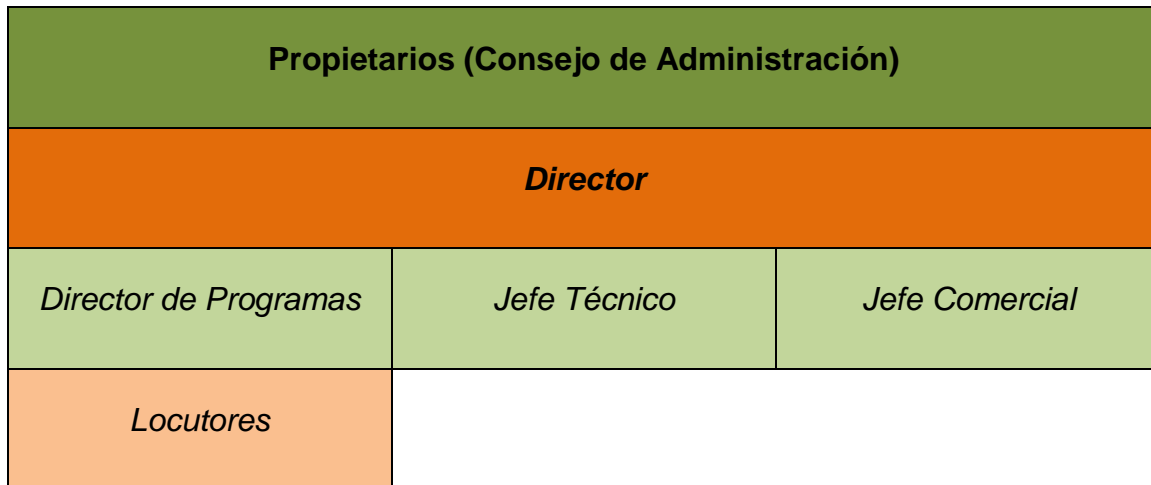 Propietarios (Consejo de Administración)
Director
Director de Programas
Jefe Técnico
Jefe Comercial
Locutores